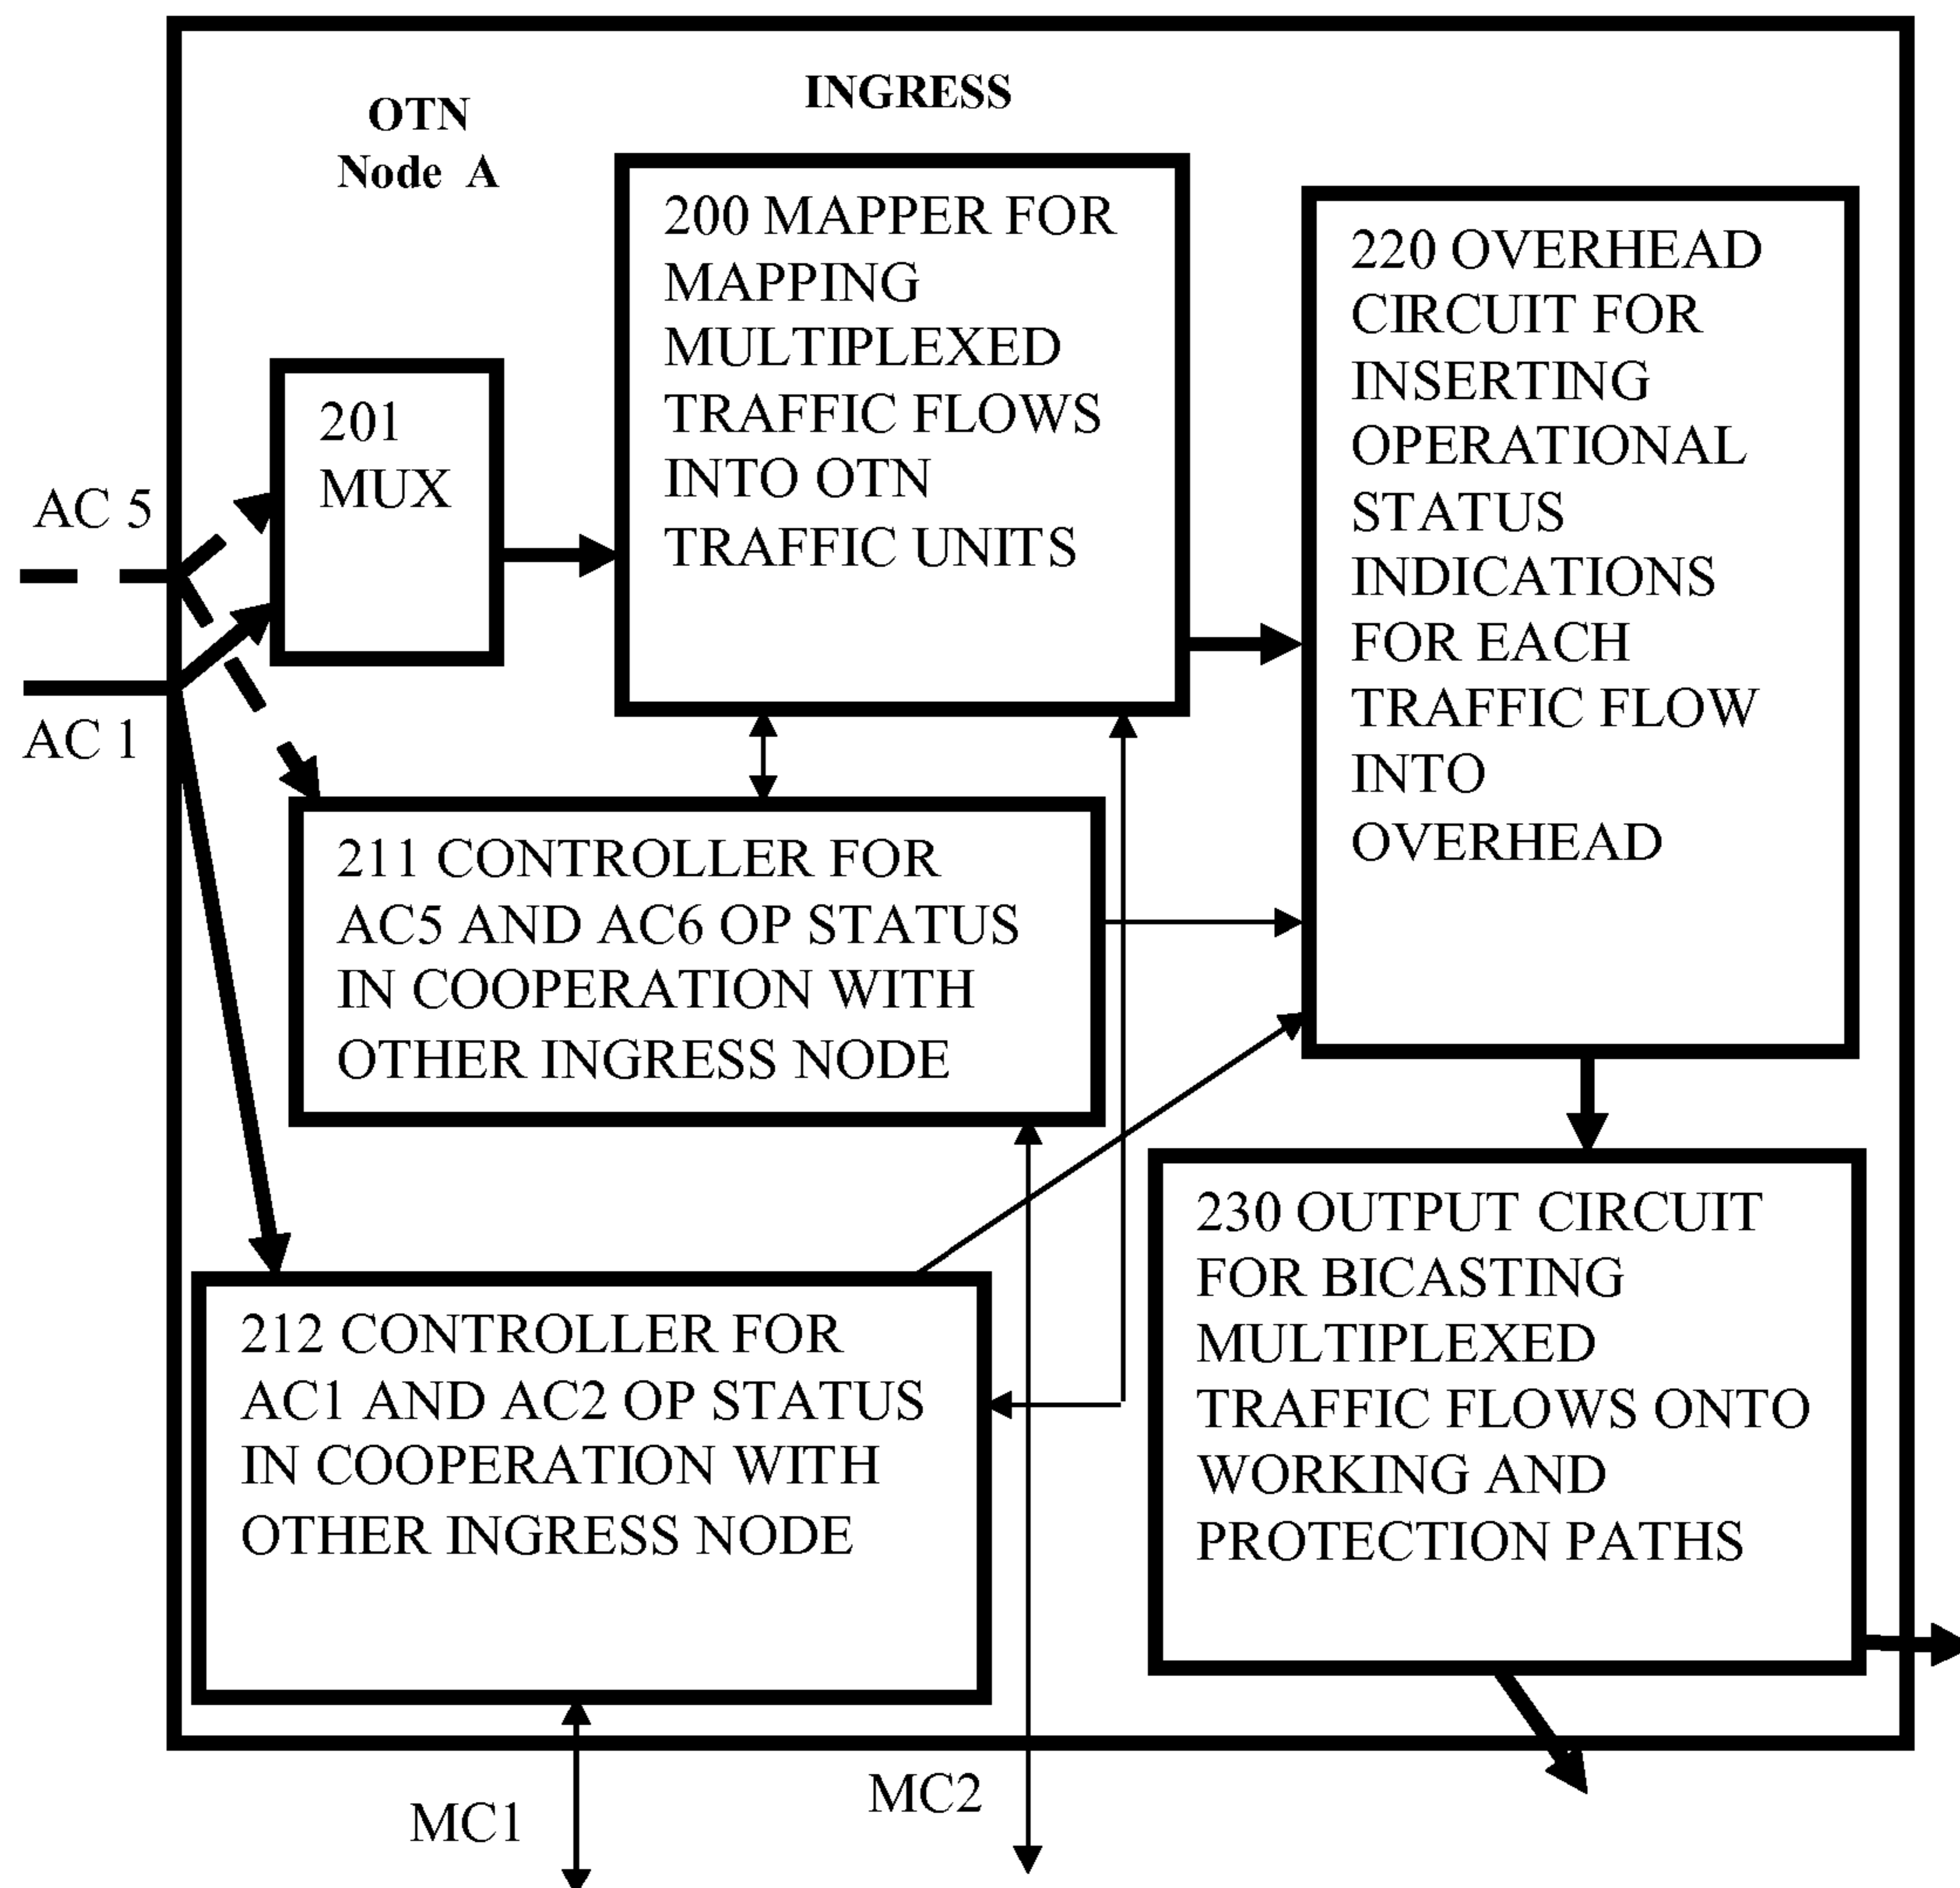 OTN
Node A
INGRESS
200 MAPPER FOR
MAPPING
MULTIPLEXED
TRAFFIC FLOWS
INTO OTN
TRAFFIC UNITS
220 OVERHEAD
CIRCUIT FOR
INSERTING
OPERATIONAL
STATUS
INDICATIONS
FOR EACH
TRAFFIC FLOW
INTO
OVERHEAD
201
MUX
AC 5
AC 1
211 CONTROLLER FOR
AC5 AND AC6 OP STATUS
IN COOPERATION WITH
OTHER INGRESS NODE
230 OUTPUT CIRCUIT
FOR BICASTING
MULTIPLEXED
TRAFFIC FLOWS ONTO
WORKING AND
PROTECTION PATHS
212 CONTROLLER FOR
AC1 AND AC2 OP STATUS
IN COOPERATION WITH
OTHER INGRESS NODE
MC1
MC2